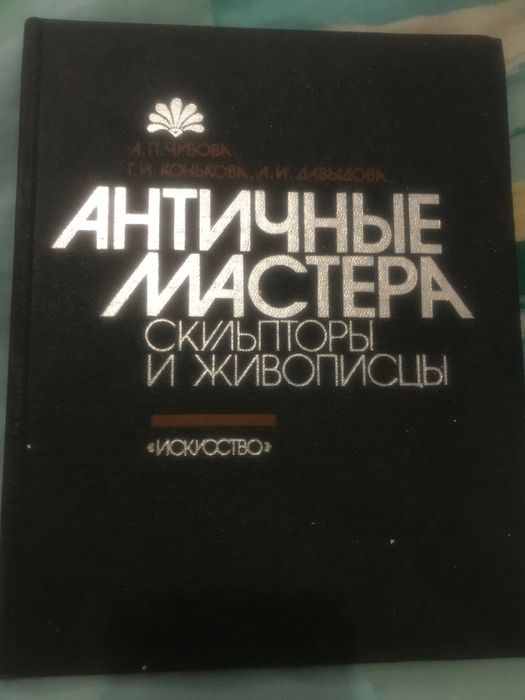 А. П. ЧУБОВА,
Г. И. КОНЬКОВА, Л. И. ДАВЫДОВА
АНТИЧНЫЕ
МАСТЕРА
СКУЛЬПТОРЫ
И ЖИВОПИСЦЫ
«ИСКУССТВО»